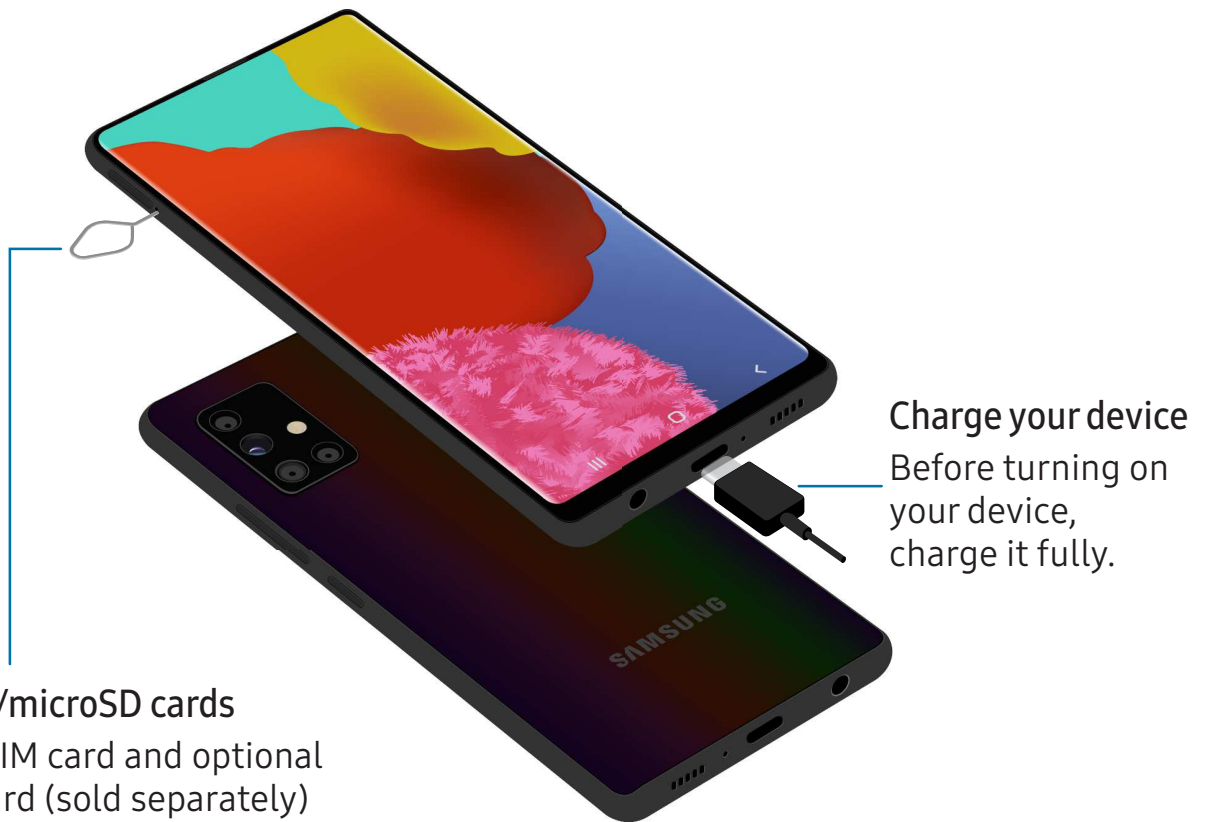 Charge your device
Before turning on
your device,
charge it fully.
SAMSUNG
/microSD cards
IM card and optional
rd (sold separately)